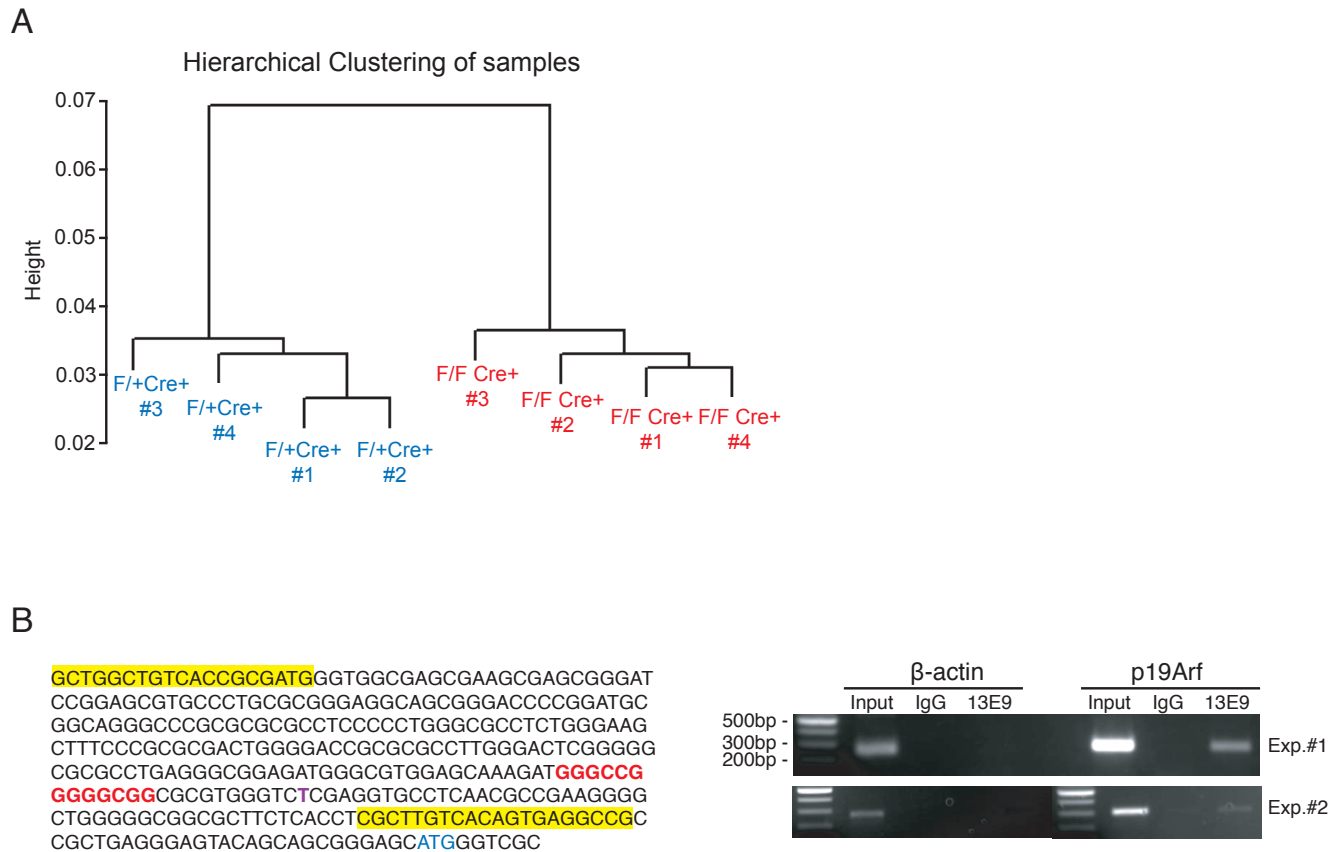 A
Hierarchical Clustering of samples
Height
0.07
0.06
0.05
0.04
0.03
0.02
F/+Cre+
#3
F/+Cre+
#4
F/+Cre+
#1
F/+Cre+
#2
F/F Cre+
#3
F/F Cre+
#2
F/F Cre+
#1
F/F Cre+
#4
B
GCTGGCTGTCACCGCGATGGGTGGCGAGCGAAGCGAGCGGGAT
CCGGAGCGTGCCCTGCGCGGGAGGCAGCGGGACCCCGGATGC
GGCAGGGCCCGCGCGCGCCTCCCCCTGGGCGCCTCTGGGAAG
CTTTCCCGCGCGACTGGGGACCGCGCGCCTTGGGACTCGGGGG
CGCGCCTGAGGGCGGAGATGGGCGTGGAGCAAAGATGGGCCG
GGGGCGGCGCGTGGGTCTCGAGGTGCCTCAACGCCGAAGGGG
CTGGGGGCGGCGCTTCTCACCTCGCTTGTCACAGTGAGGCCGC
CGCTGAGGGAGTACAGCAGCGGGAGCATGGGTCGC
β-actin p19Arf
Input IgG 13E9 Input IgG 13E9
500bp -
300bp -
200bp -
Exp.#1
Exp.#2